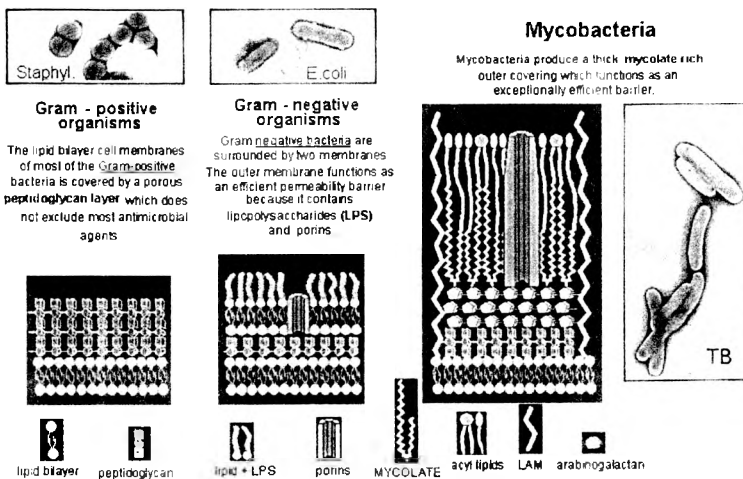 Staphyl.
Gram - positive
organisms
The lipid bilayer cell membranes
of most of the Gram-positive
bacteria is covered by a porous
peptidoglycan layer which does
not exclude most antimicrobial
agents
E.coli
Gram - negative
organisms
Gram negative bacteria are
surrounded by two membranes
The outer membrane functions as
an efficient permeability barrier
because it contains
lipopolysaccharides (LPS)
and porins
Mycobacteria
Mycobacteria produce a thick mycolate rich
outer covering which functions as an
exceptionally efficient barrier.
TB
lipid bilayer
peptidoglycan
lipid + LPS
porins
MYCOLATE
acyl lipids
LAM
arabinogalactan